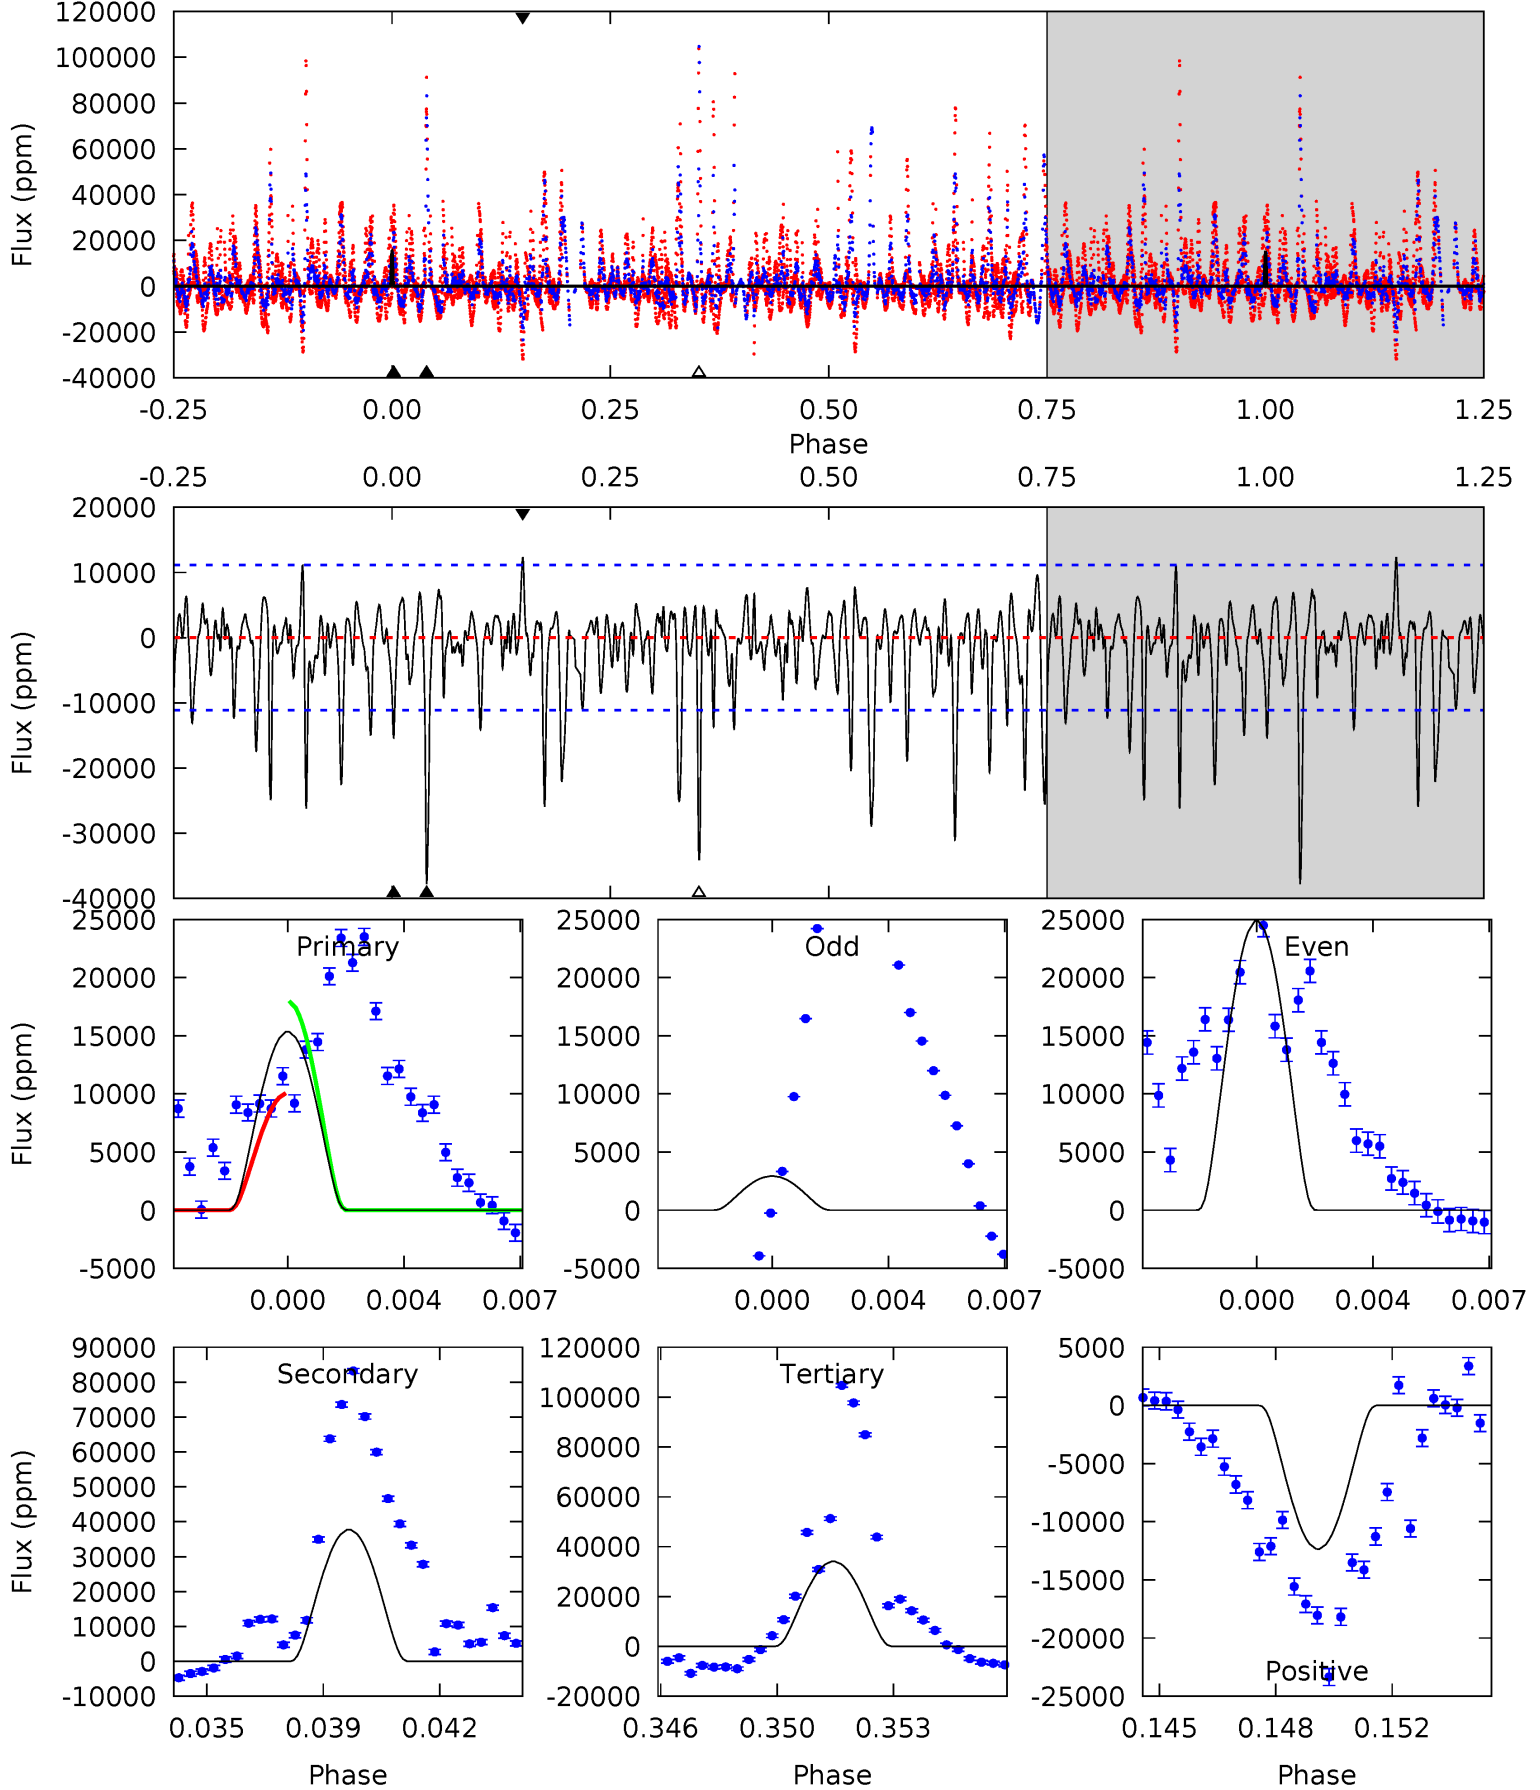 120000
100000
80000
60000
40000
20000
0
-20000
-40000
Flux (ppm)
-0.25 0.00 0.25 0.50 0.75 1.00 1.25
Phase
-0.25 0.00 0.25 0.50 0.75 1.00 1.25
20000
10000
0
-10000
-20000
-30000
-40000
Flux (ppm)
25000
20000
15000
10000
5000
0
-5000
Flux (ppm)
Primary
0.000 0.004 0.007
25000
20000
15000
10000
5000
0
-5000
Odd
0.000 0.004 0.007
25000
20000
15000
10000
5000
0
-5000
Even
0.000 0.004 0.007
90000
80000
70000
60000
50000
40000
30000
20000
10000
0
-10000
Flux (ppm)
Secondary
0.035 0.039 0.042
Phase
120000
100000
80000
60000
40000
20000
0
-20000
Tertiary
0.346 0.350 0.353
Phase
5000
0
-5000
-10000
-15000
-20000
-25000
Positive
0.145 0.148 0.152
Phase